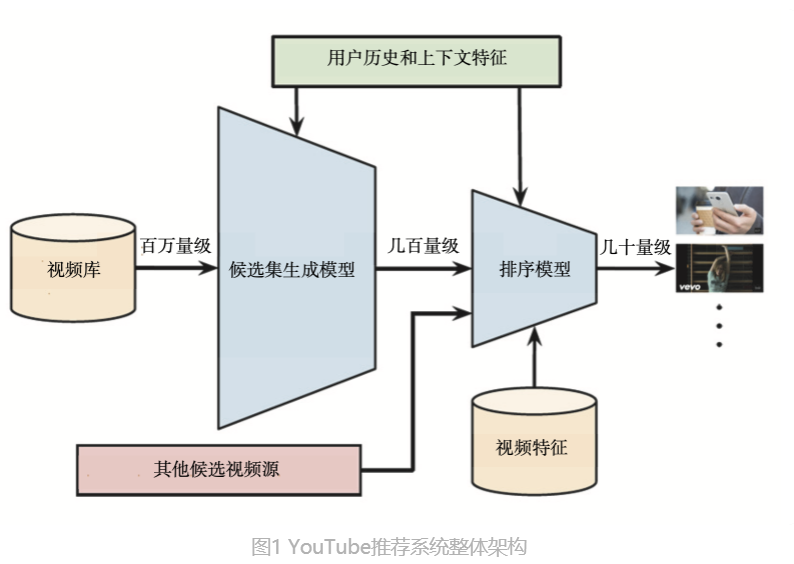 用户历史和上下文特征
视频库
百万量级
候选集生成模型
几百量级
排序模型
几十量级
vevo
其他候选视频源
视频特征
图1 YouTube推荐系统整体架构